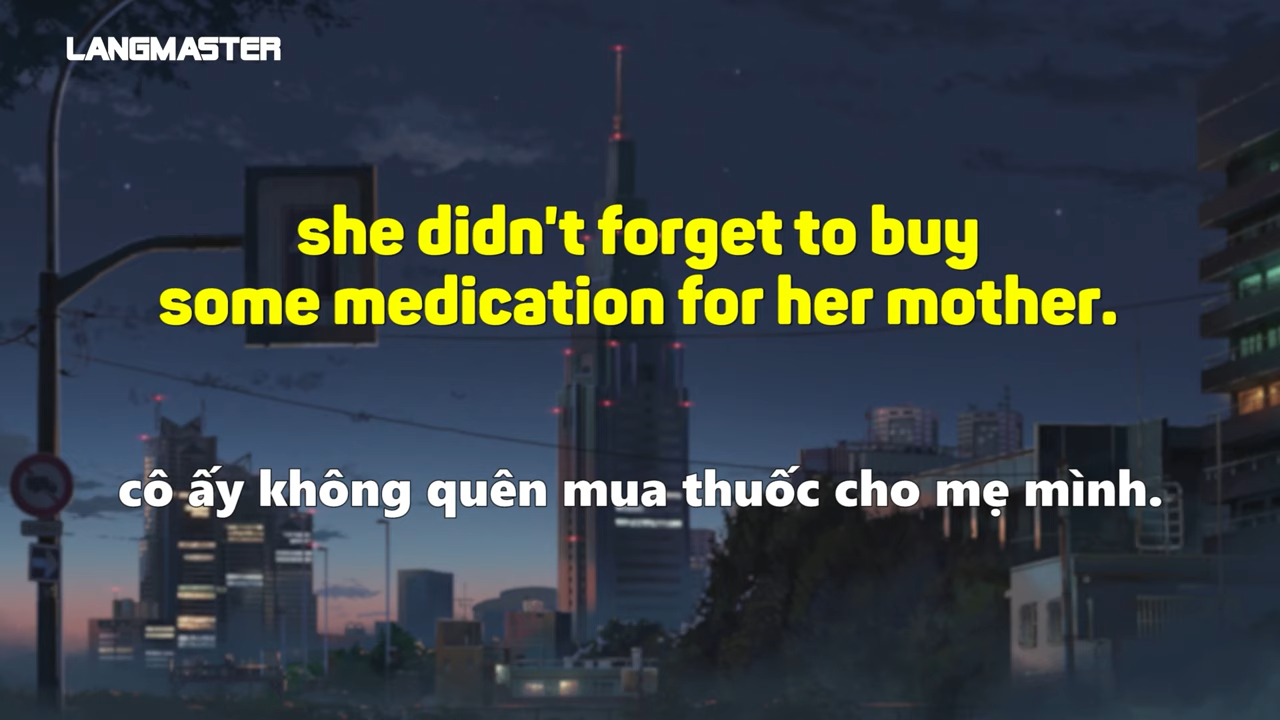 LANGMASTER
she didn't forget to buy
some medication for her mother.
cô ấy không quên mua thuốc cho mẹ mình.